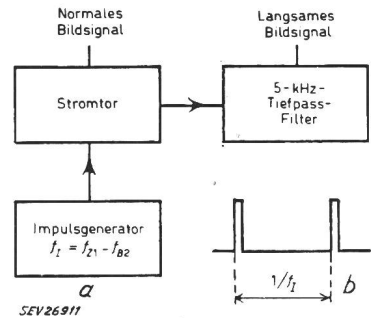 Normales
Bildsignal
Langsames
Bildsignal
Stromtor
5-kHz-
Tiefpass-
Filter
Impulsgenerator
f_I = f_Z1 - f_B2
1/f_I
a
b
SEV26911